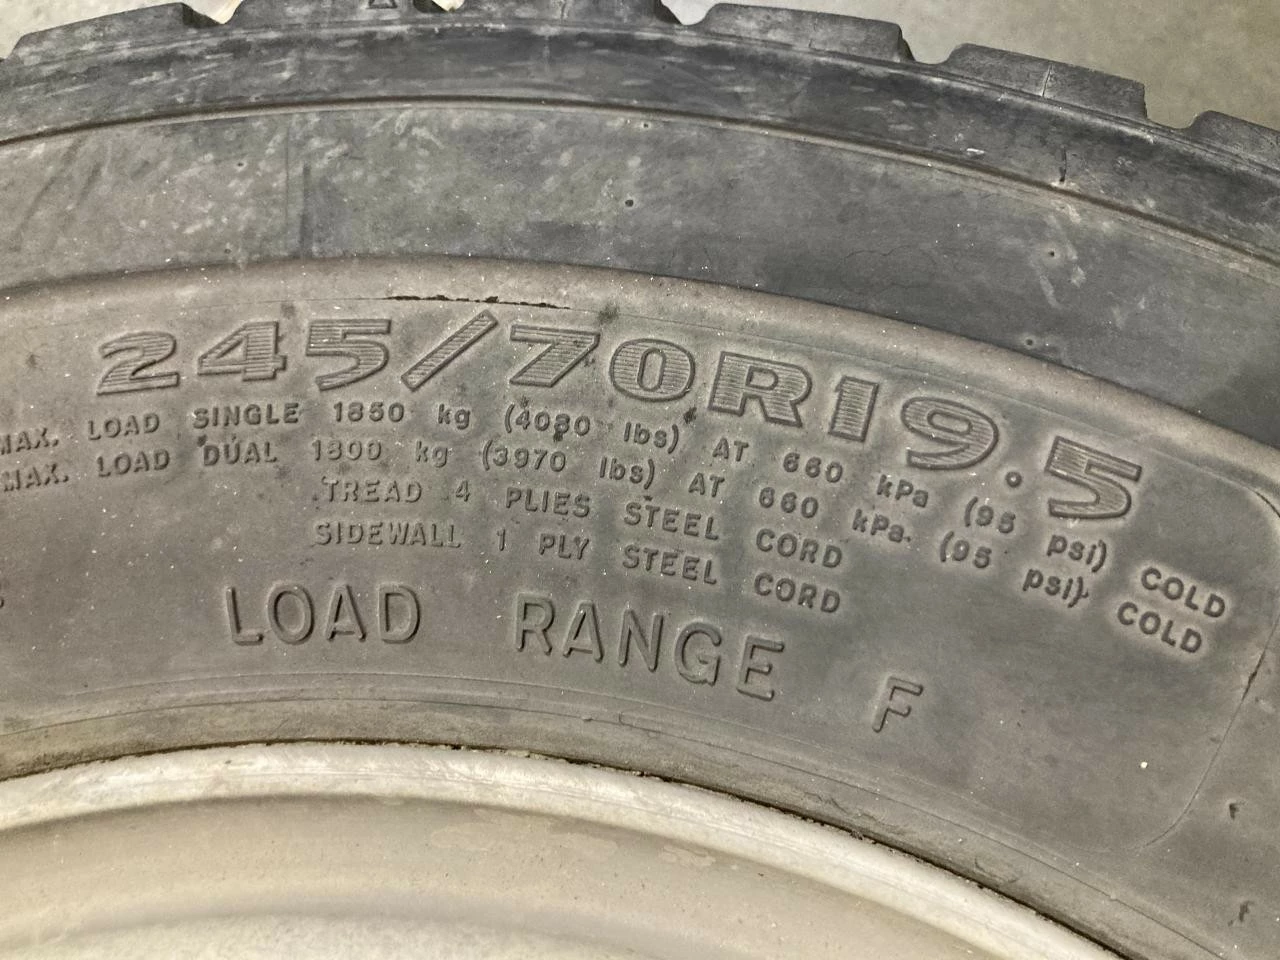 245/70R19.5
MAX. LOAD SINGLE 1850 kg (4080 lbs) AT 660 kPa (95 psi) COLD
MAX. LOAD DUAL 1800 kg (3970 lbs) AT 660 kPa (95 psi) COLD
TREAD 4 PLIES STEEL CORD
SIDEWALL 1 PLY STEEL CORD
LOAD RANGE F